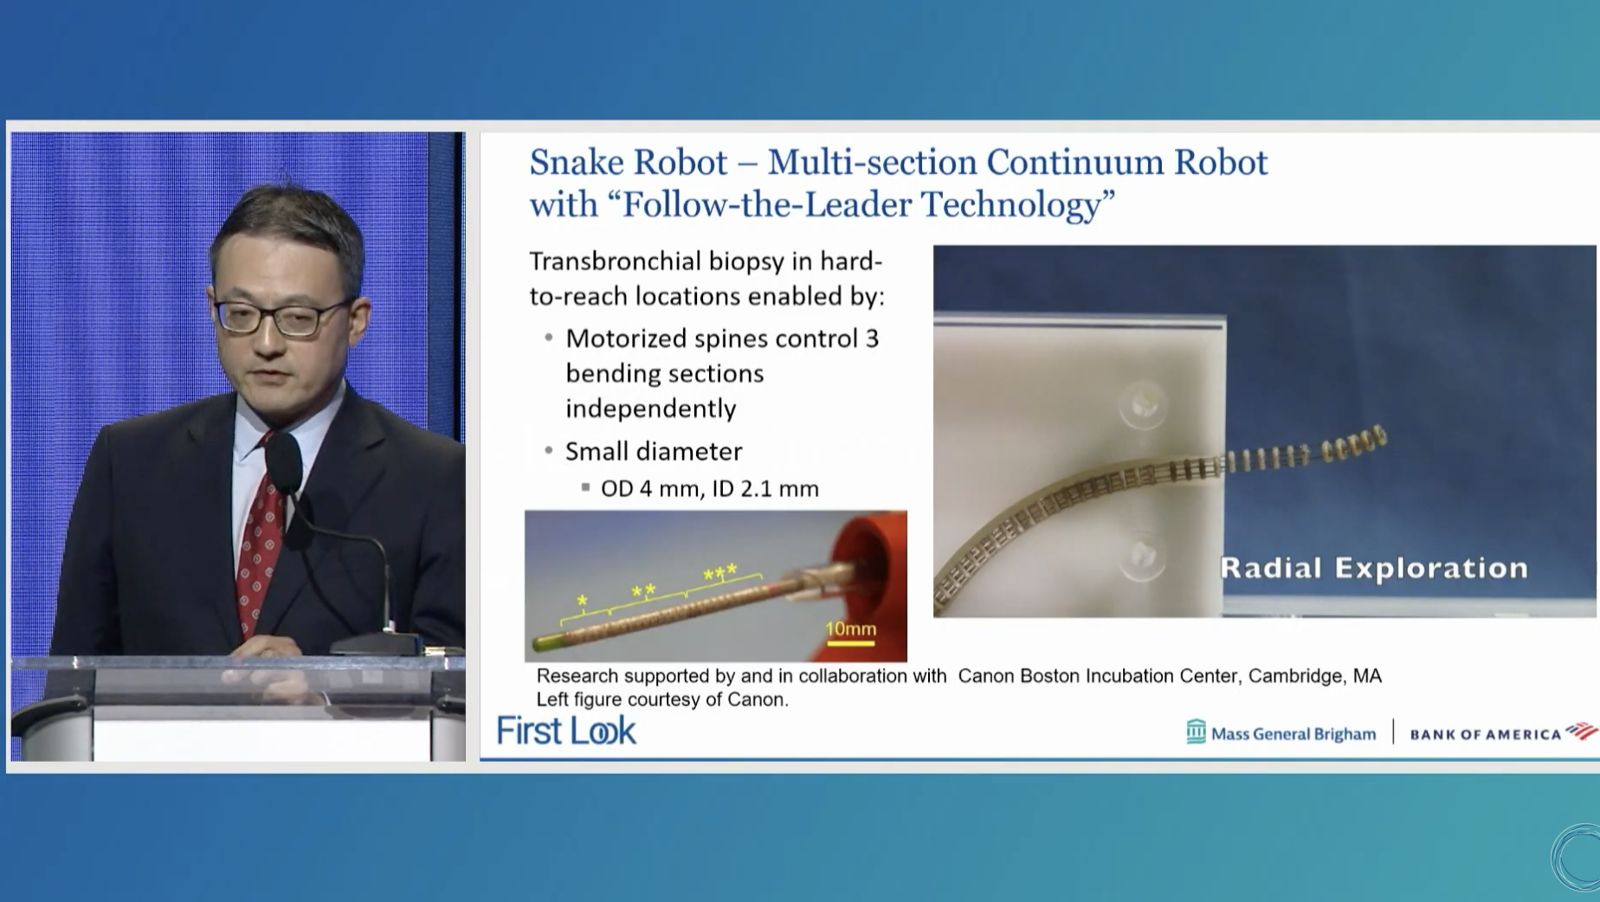 Snake Robot – Multi-section Continuum Robot
with “Follow-the-Leader Technology”
Transbronchial biopsy in hard-
to-reach locations enabled by:
• Motorized spines control 3
bending sections
independently
• Small diameter
▪ OD 4 mm, ID 2.1 mm
* ** ***
10mm
Radial Exploration
Research supported by and in collaboration with Canon Boston Incubation Center, Cambridge, MA
Left figure courtesy of Canon.
First Look
Mass General Brigham
BANK OF AMERICA